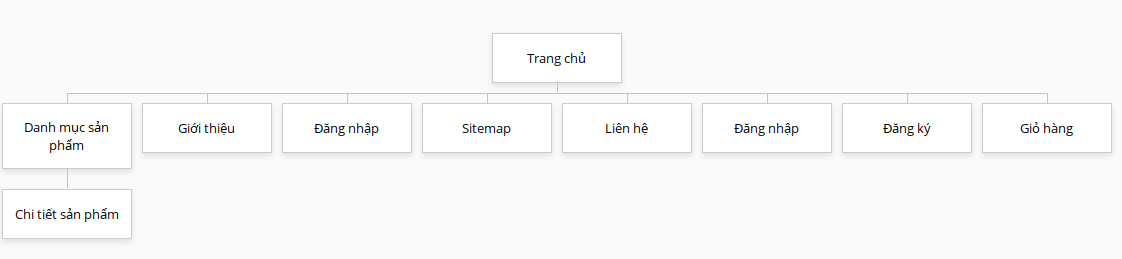 Trang chủ
Danh mục sản
phẩm
Giới thiệu
Đăng nhập
Sitemap
Liên hệ
Đăng nhập
Đăng ký
Giỏ hàng
Chi tiết sản phẩm